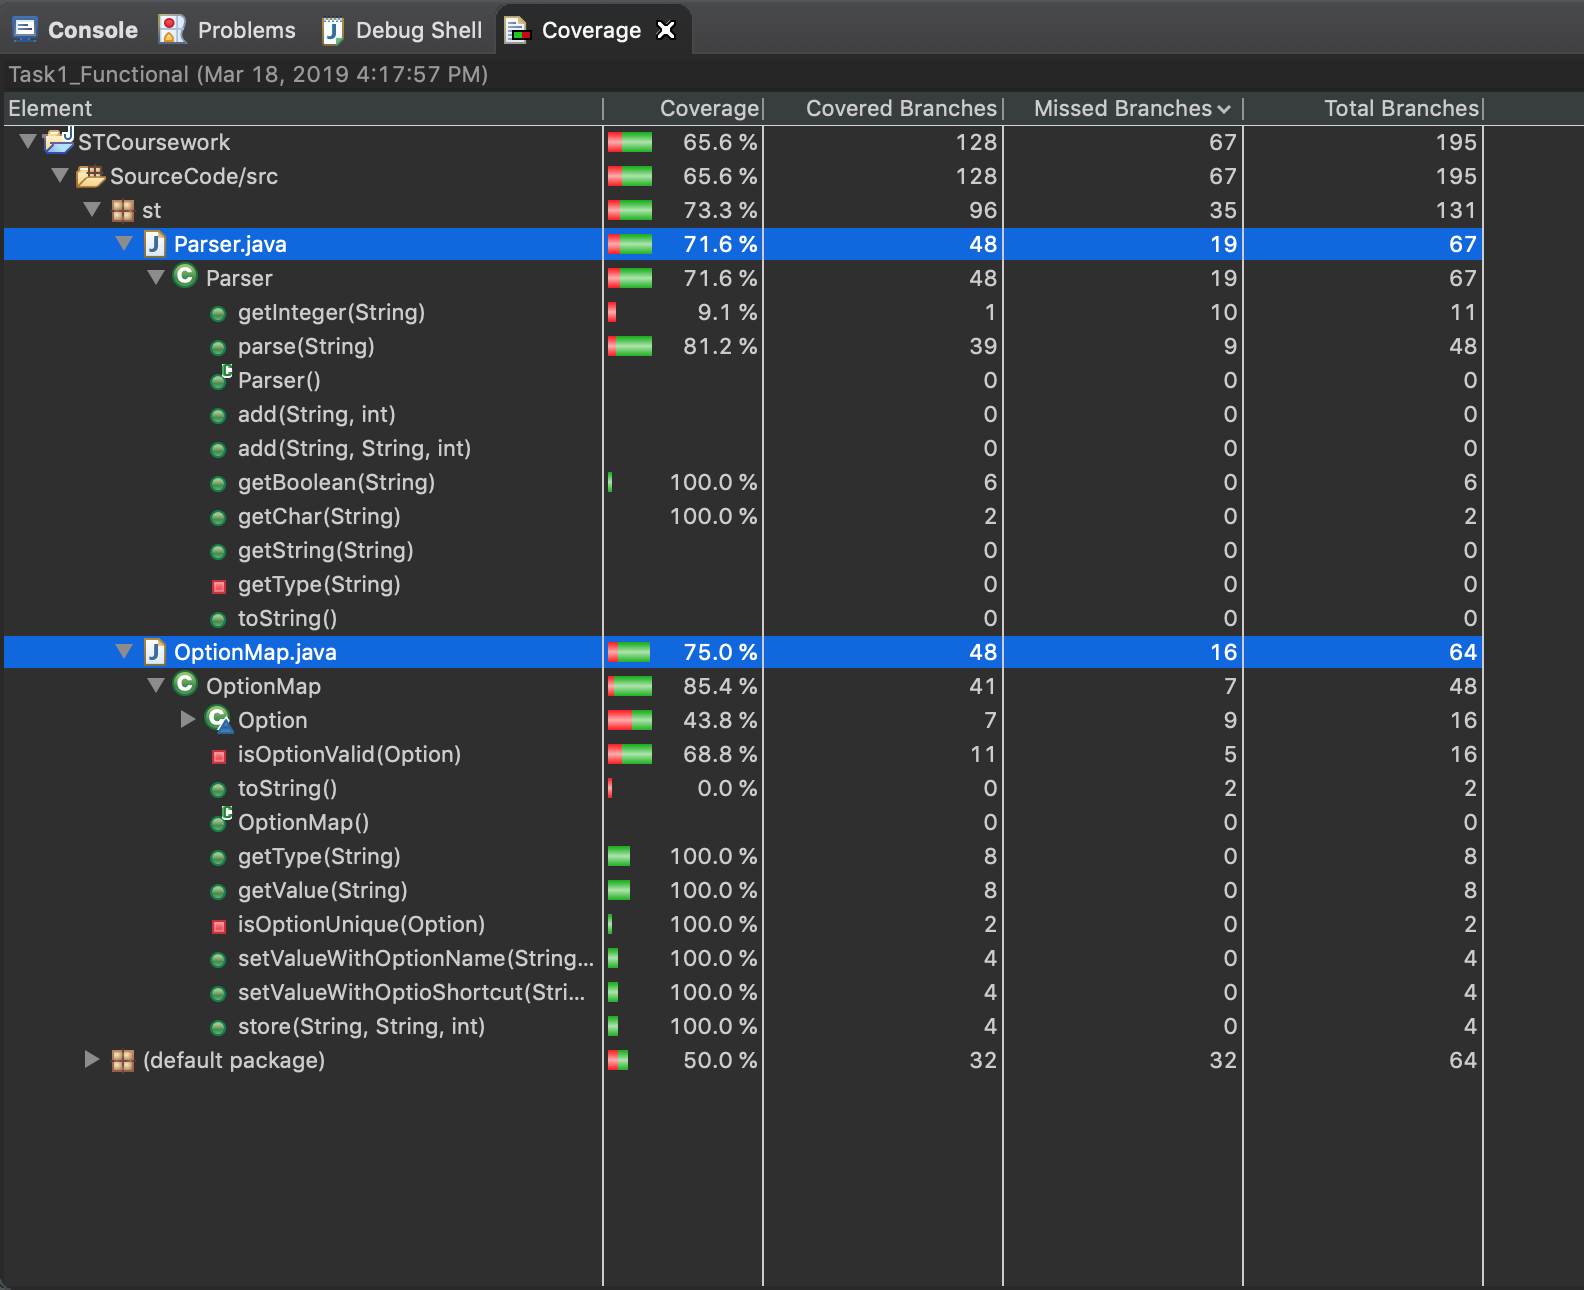 Console Problems Debug Shell Coverage
Task1_Functional (Mar 18, 2019 4:17:57 PM)
Element Coverage Covered Branches Missed Branches Total Branches
STCoursework 65.6 % 128 67 195
SourceCode/src 65.6 % 128 67 195
st 73.3 % 96 35 131
Parser.java 71.6 % 48 19 67
Parser 71.6 % 48 19 67
getInteger(String) 9.1 % 1 10 11
parse(String) 81.2 % 39 9 48
Parser() 0 0 0
add(String, int) 0 0 0
add(String, String, int) 0 0 0
getBoolean(String) 100.0 % 6 0 6
getChar(String) 100.0 % 2 0 2
getString(String) 0 0 0
getType(String) 0 0 0
toString() 0 0 0
OptionMap.java 75.0 % 48 16 64
OptionMap 85.4 % 41 7 48
Option 43.8 % 7 9 16
isOptionValid(Option) 68.8 % 11 5 16
toString() 0.0 % 0 2 2
OptionMap() 0 0 0
getType(String) 100.0 % 8 0 8
getValue(String) 100.0 % 8 0 8
isOptionUnique(Option) 100.0 % 2 0 2
setValueWithOptionName(String... 100.0 % 4 0 4
setValueWithOptioShortcut(Stri... 100.0 % 4 0 4
store(String, String, int) 100.0 % 4 0 4
(default package) 50.0 % 32 32 64